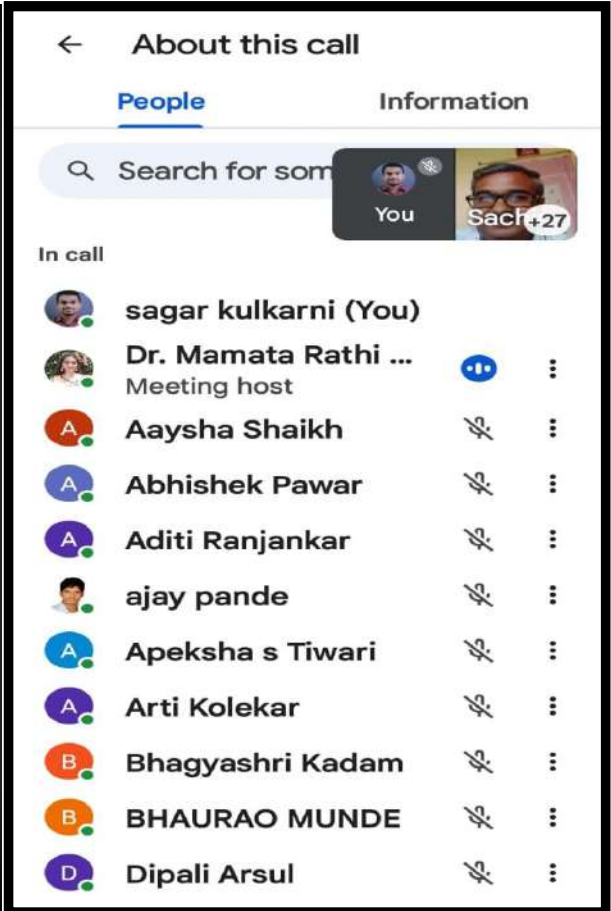 ← About this call
People Information
Search for som
You Sach +27
In call
sagar kulkarni (You)
Dr. Mamata Rathi ...
Meeting host
A Aaysha Shaikh
A Abhishek Pawar
A Aditi Ranjankar
ajay pande
A Apeksha s Tiwari
A Arti Kolekar
B Bhagyashri Kadam
B BHAURAO MUNDE
D Dipali Arsul